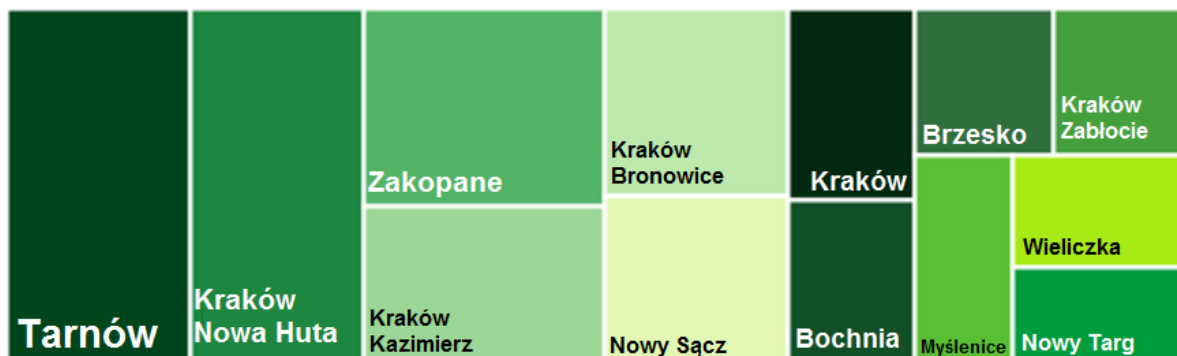 Tarnów
Kraków
Nowa Huta
Zakopane
Kraków
Kazimierz
Kraków
Bronowice
Nowy Sącz
Kraków
Bochnia
Brzesko
Kraków
Zabłocie
Myślenice
Wieliczka
Nowy Targ